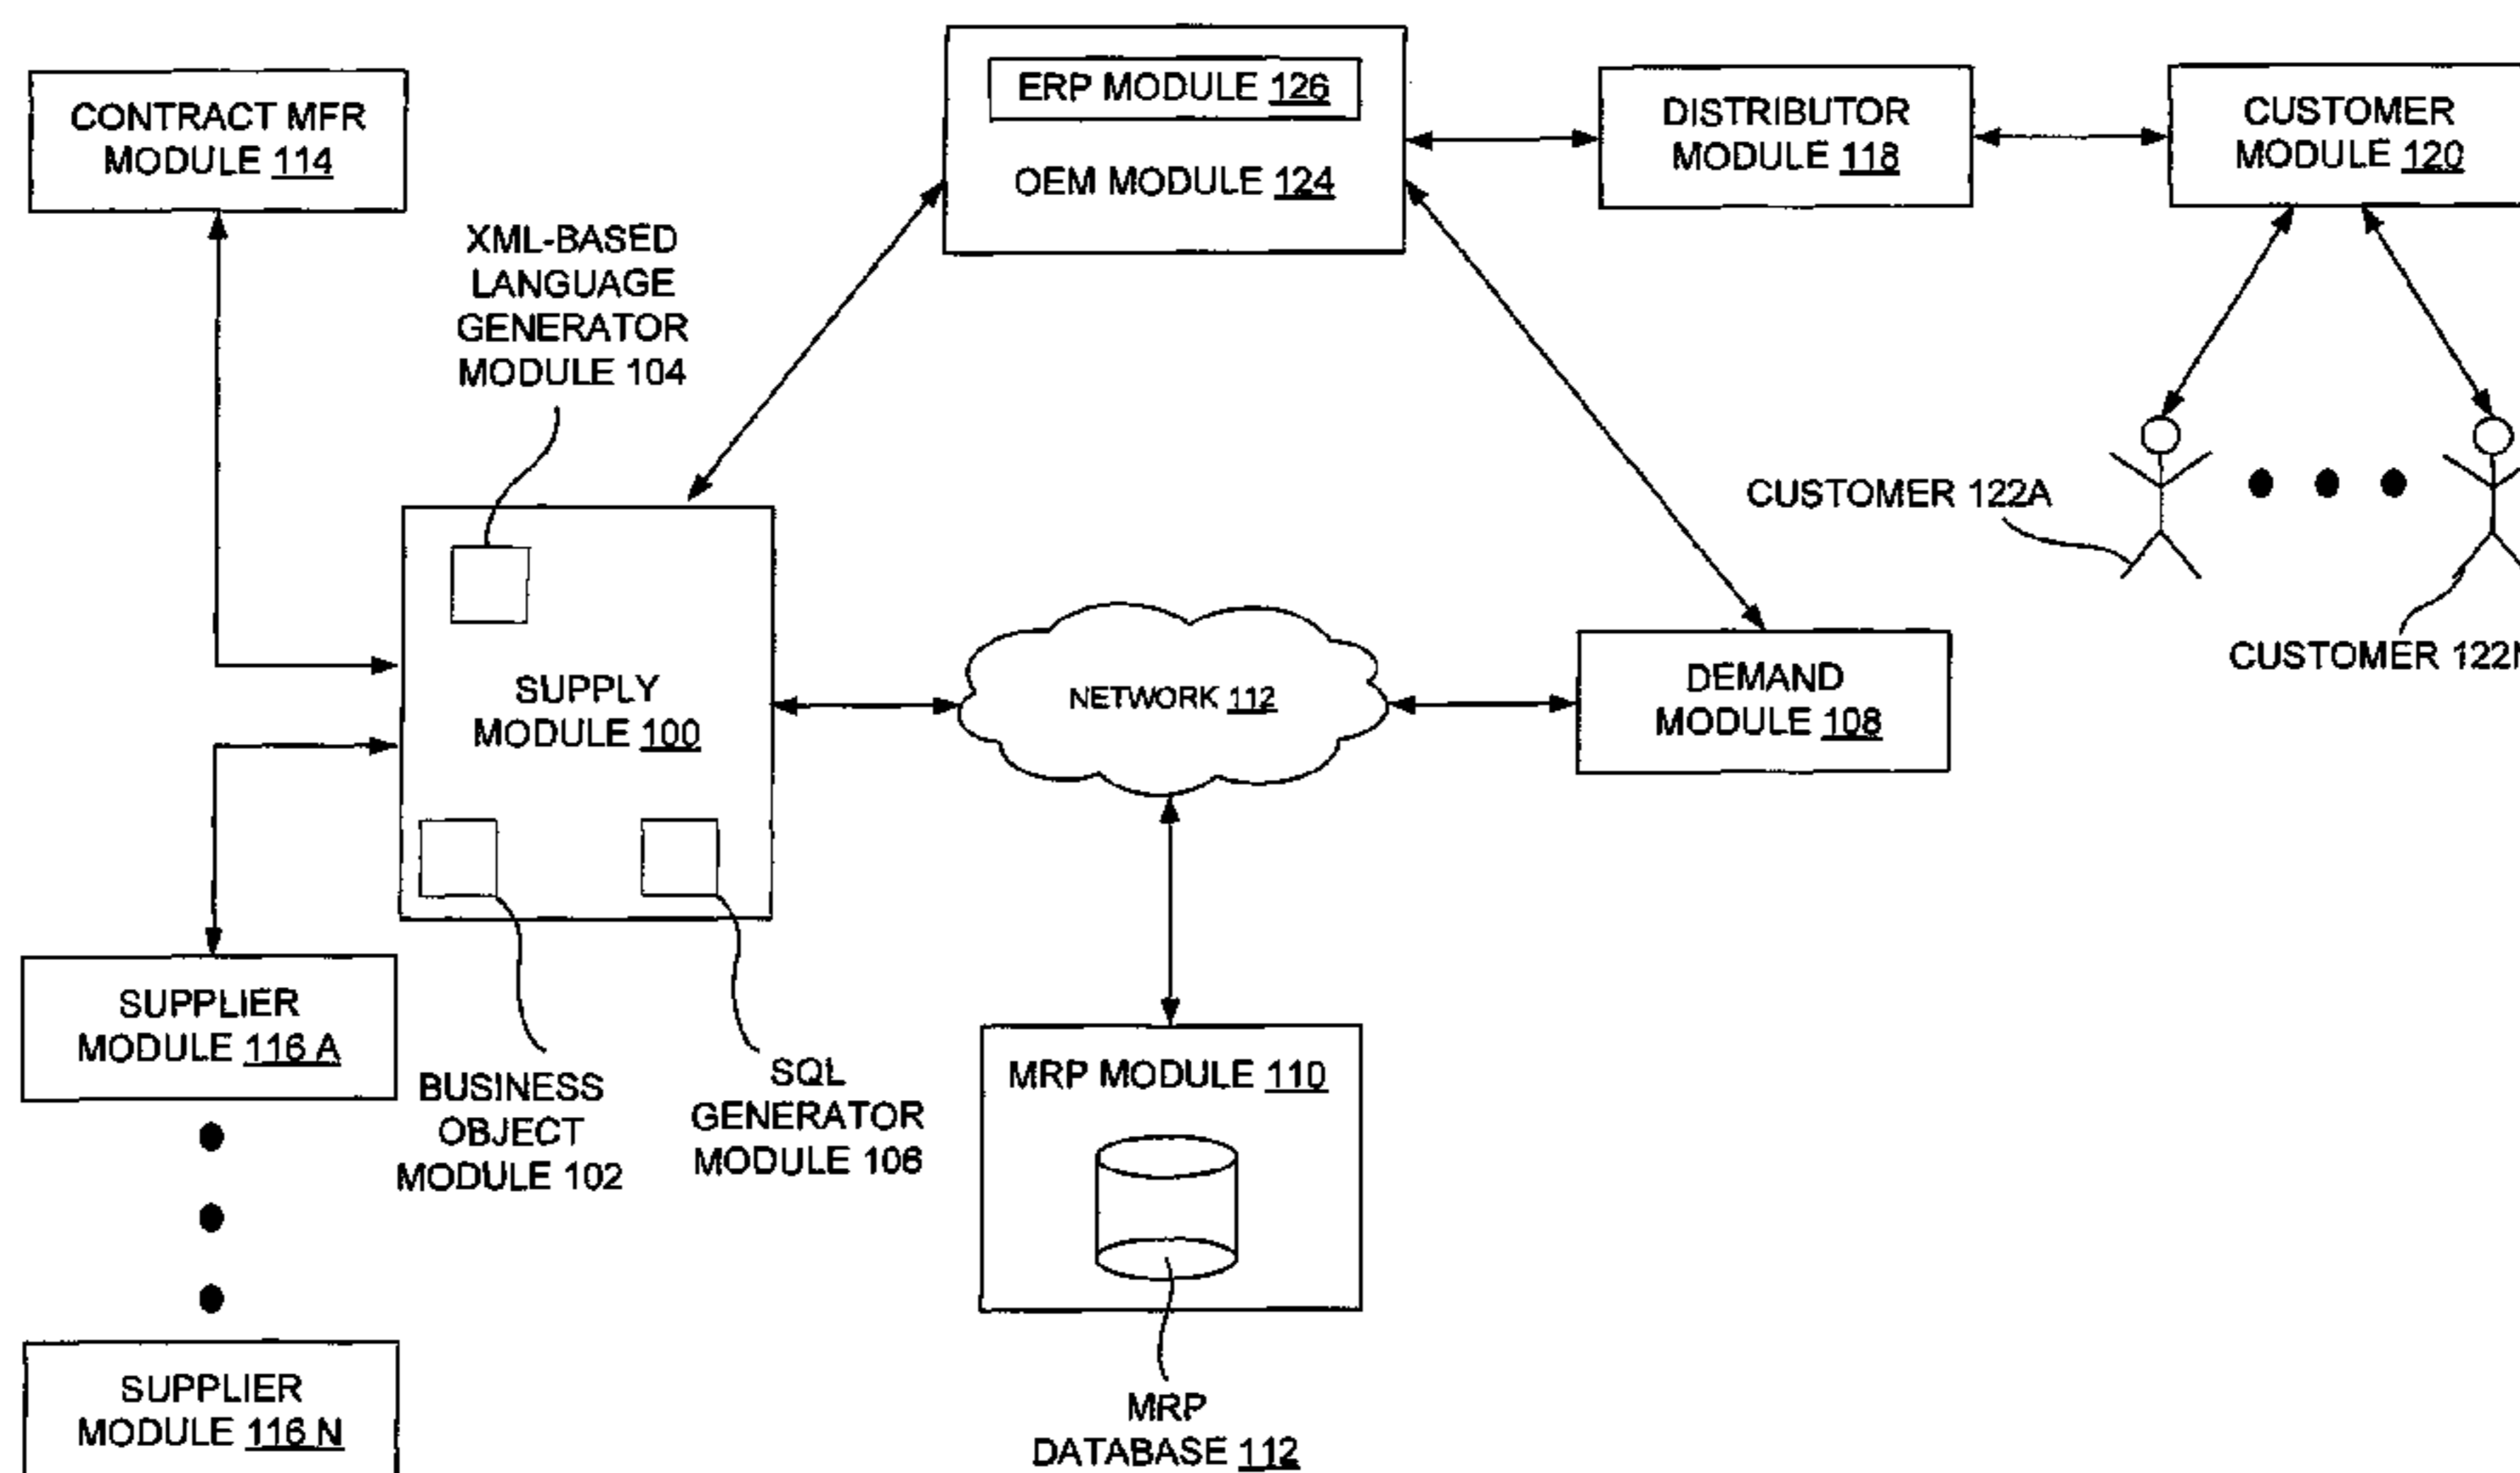 CONTRACT MFR
MODULE 114
ERP MODULE 126
OEM MODULE 124
DISTRIBUTOR
MODULE 118
CUSTOMER
MODULE 120
XML-BASED
LANGUAGE
GENERATOR
MODULE 104
CUSTOMER 122A
CUSTOMER 122N
SUPPLY
MODULE 100
NETWORK 112
DEMAND
MODULE 108
SUPPLIER
MODULE 116 A
BUSINESS
OBJECT
MODULE 102
SQL
GENERATOR
MODULE 106
MRP MODULE 110
SUPPLIER
MODULE 116 N
MRP
DATABASE 112